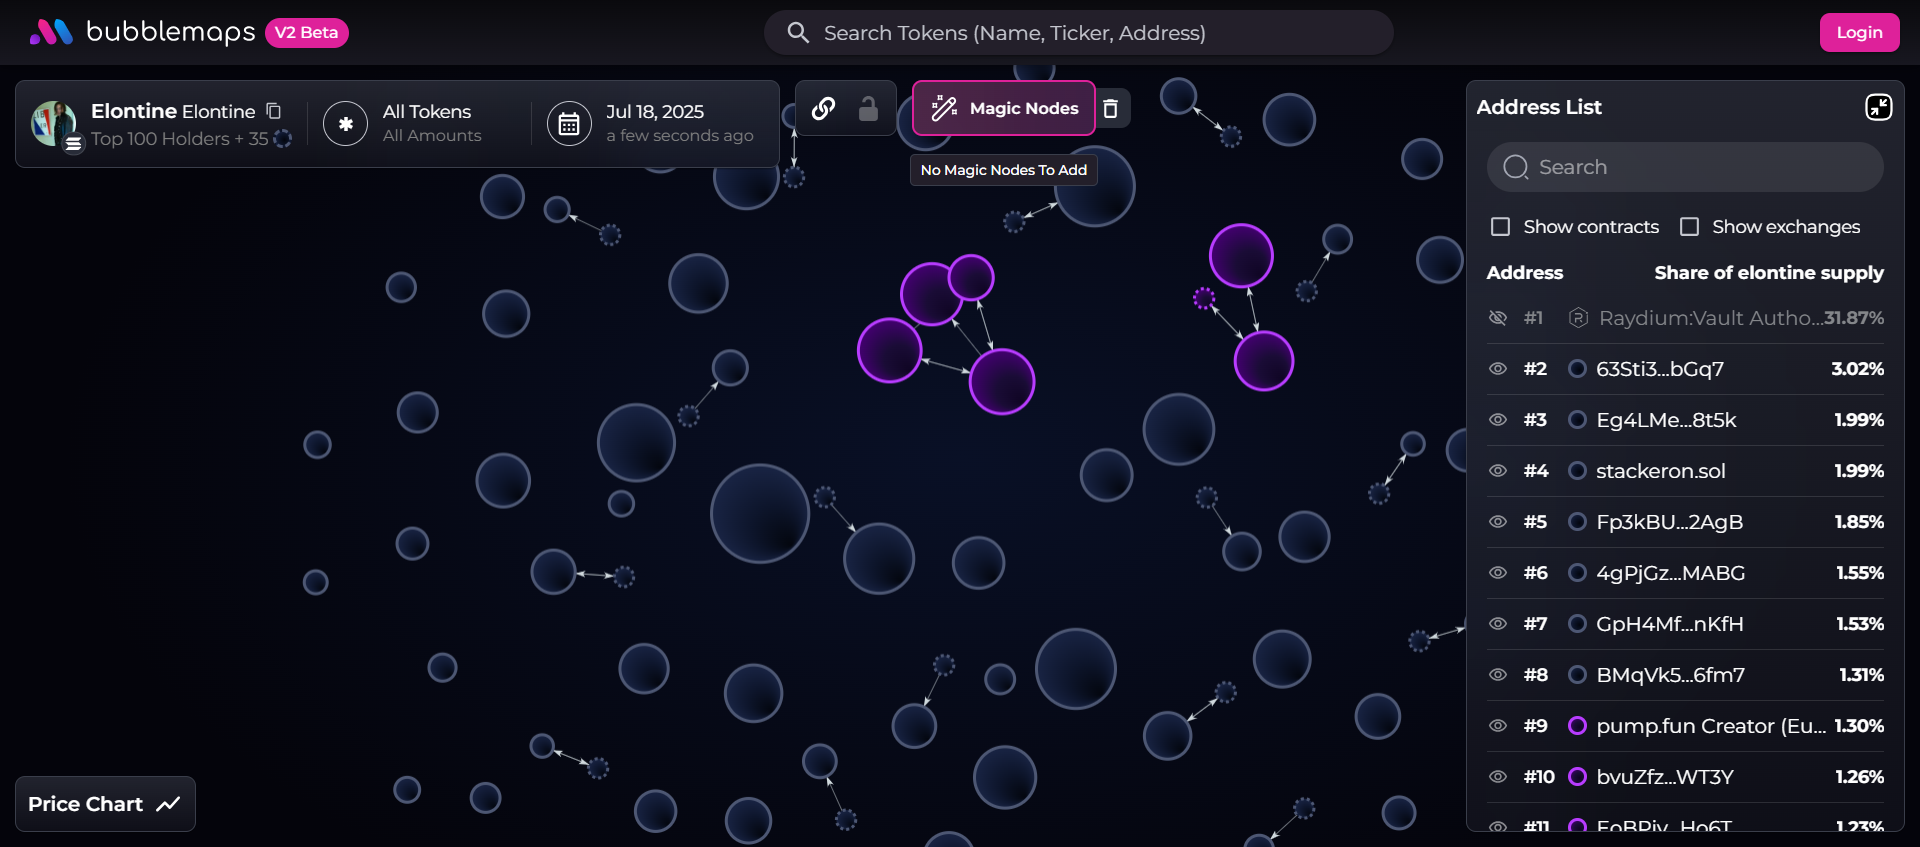 bubblemaps V2 Beta
Search Tokens (Name, Ticker, Address)
Login
Elontine Elontine
Top 100 Holders + 35
All Tokens
All Amounts
Jul 18, 2025
a few seconds ago
Magic Nodes
No Magic Nodes To Add
Address List
Search
Show contracts
Show exchanges
Address Share of elontine supply
#1 Raydium:Vault Autho... 31.87%
#2 63Sti3...bGq7 3.02%
#3 Eg4LMe...8t5k 1.99%
#4 stackeron.sol 1.99%
#5 Fp3kBU...2AgB 1.85%
#6 4gPjGz...MABG 1.55%
#7 GpH4Mf...nKfH 1.53%
#8 BMqVk5...6fm7 1.31%
#9 pump.fun Creator (Eu... 1.30%
#10 bvuZfz...WT3Y 1.26%
#11 1.23%
Price Chart